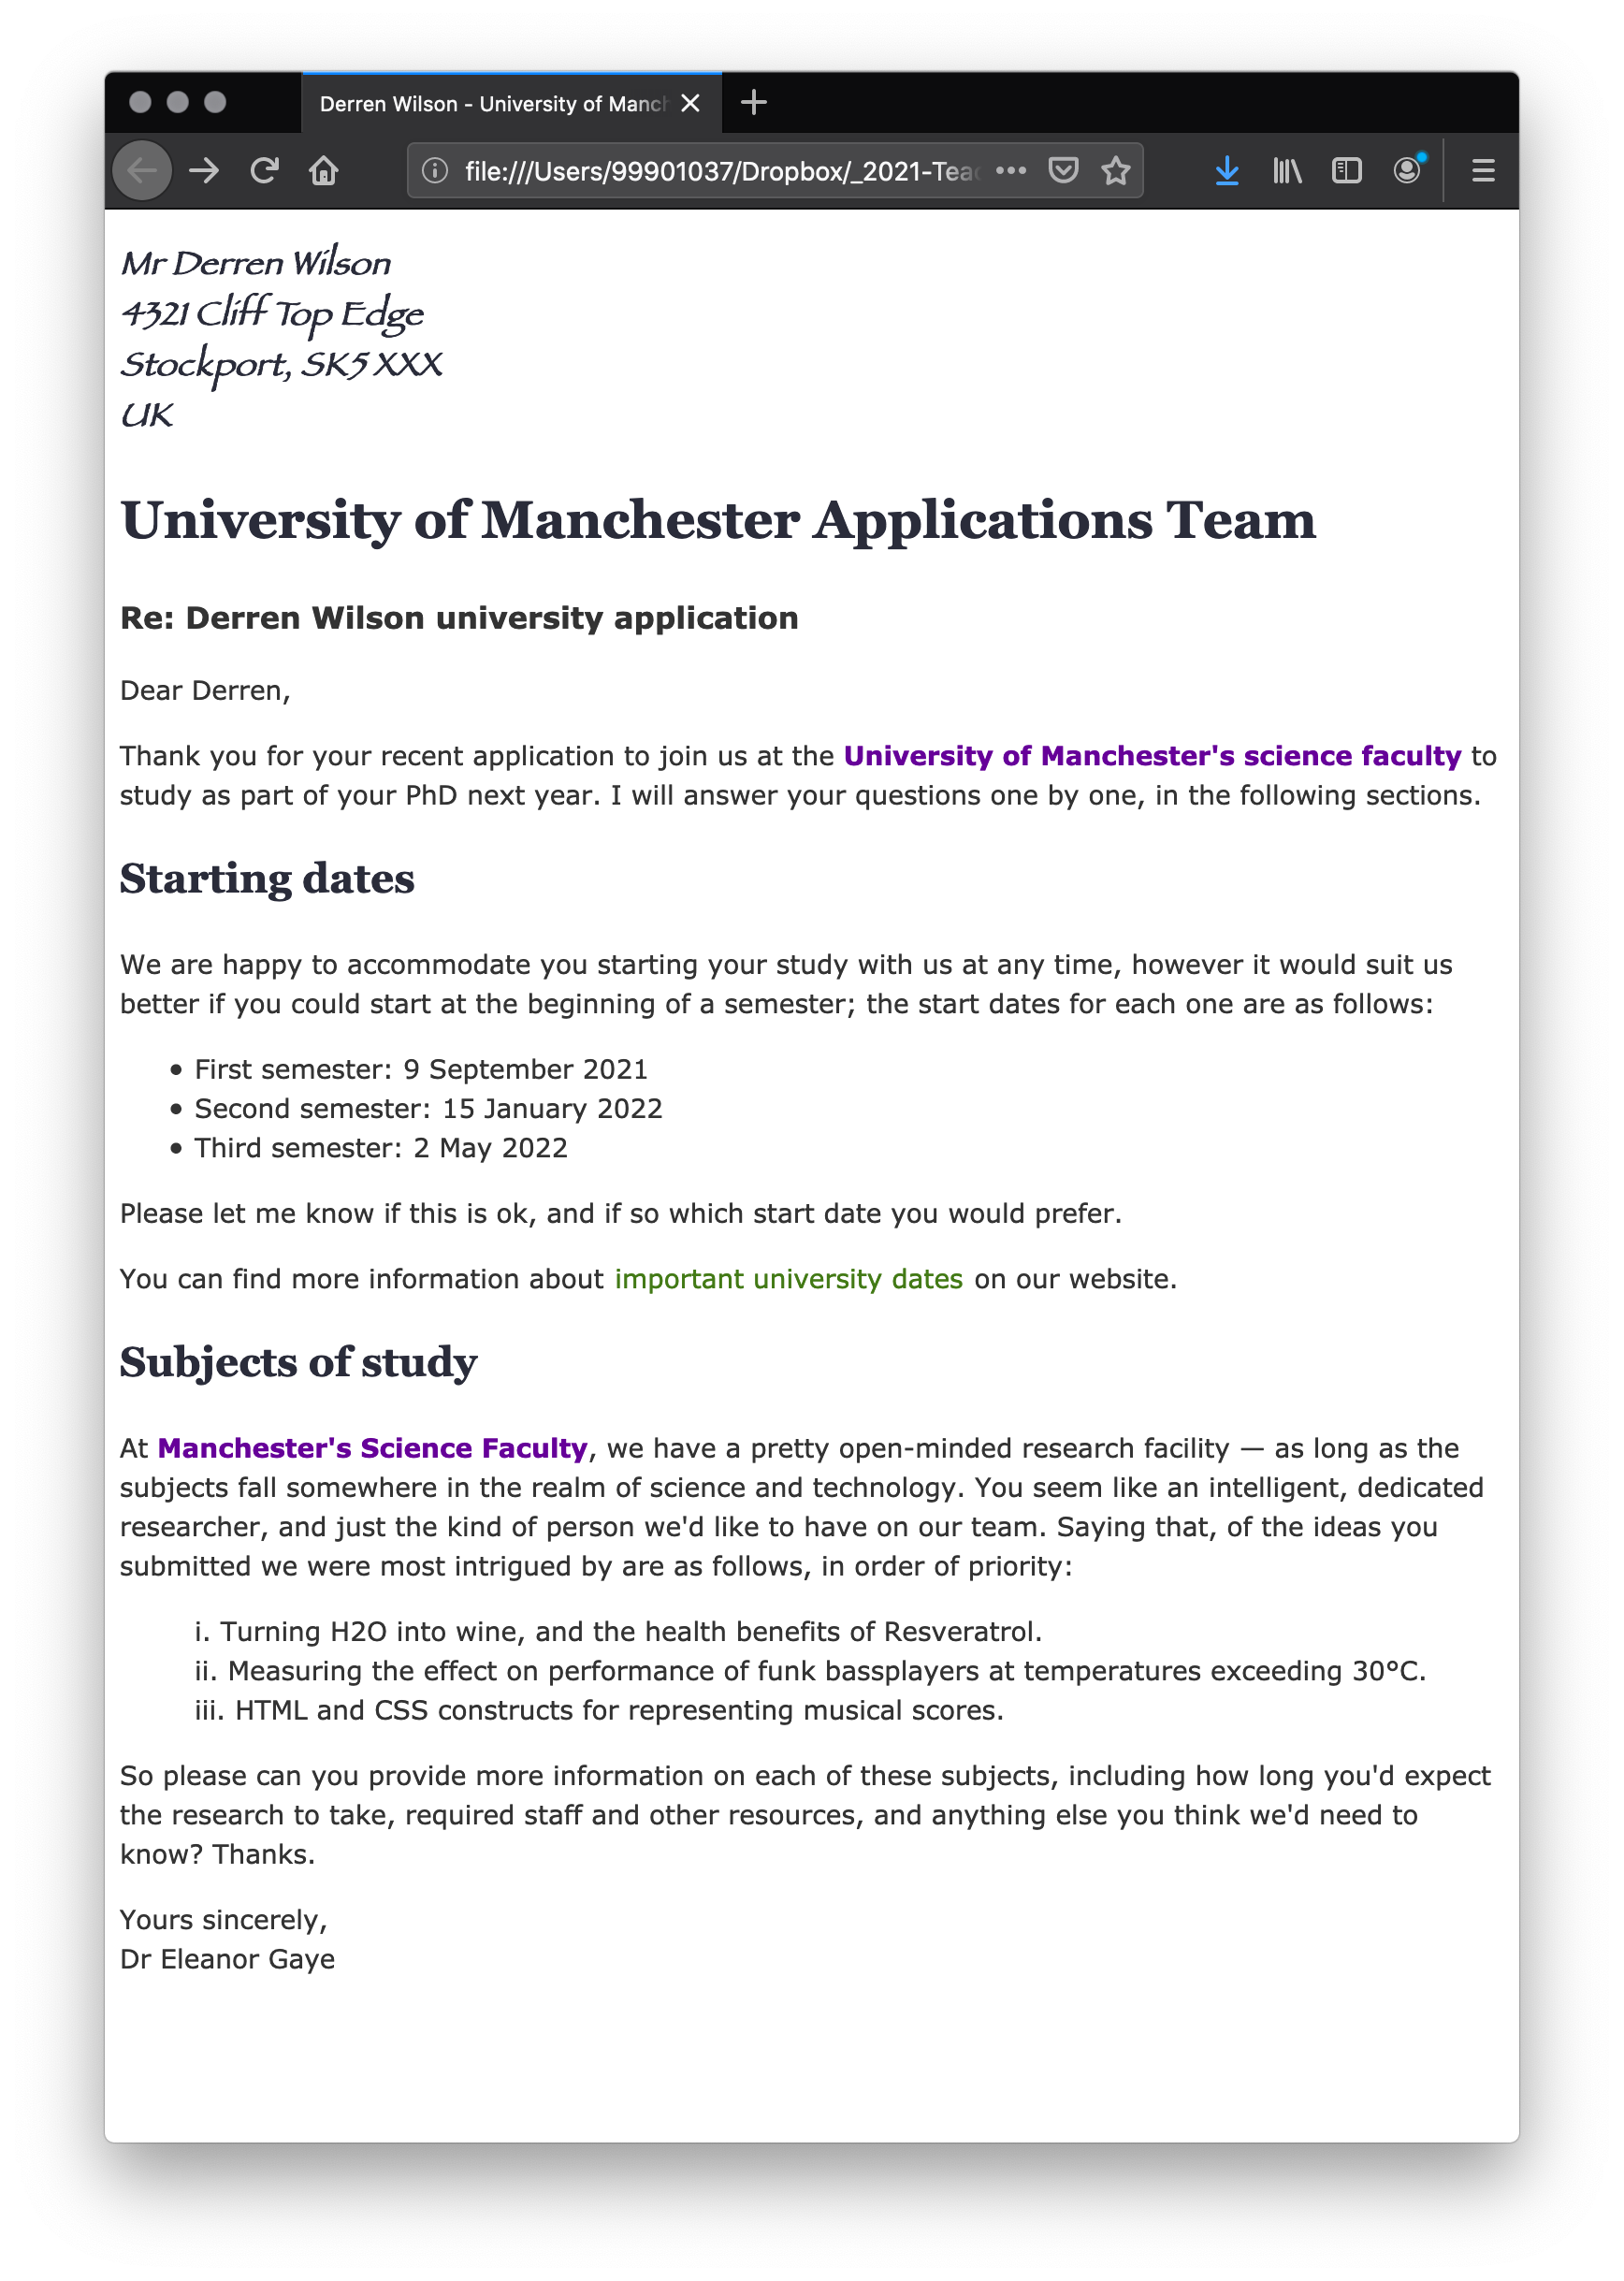 Derren Wilson - University of Manch
file:///Users/99901037/Dropbox/_2021-Teac
Mr Derren Wilson
4321 Cliff Top Edge
Stockport, SK5 XXX
UK
University of Manchester Applications Team
Re: Derren Wilson university application
Dear Derren,
Thank you for your recent application to join us at the University of Manchester's science faculty to
study as part of your PhD next year. I will answer your questions one by one, in the following sections.
Starting dates
We are happy to accommodate you starting your study with us at any time, however it would suit us
better if you could start at the beginning of a semester; the start dates for each one are as follows:
• First semester: 9 September 2021
• Second semester: 15 January 2022
• Third semester: 2 May 2022
Please let me know if this is ok, and if so which start date you would prefer.
You can find more information about important university dates on our website.
Subjects of study
At Manchester's Science Faculty, we have a pretty open-minded research facility — as long as the
subjects fall somewhere in the realm of science and technology. You seem like an intelligent, dedicated
researcher, and just the kind of person we'd like to have on our team. Saying that, of the ideas you
submitted we were most intrigued by are as follows, in order of priority:
i. Turning H2O into wine, and the health benefits of Resveratrol.
ii. Measuring the effect on performance of funk bassplayers at temperatures exceeding 30°C.
iii. HTML and CSS constructs for representing musical scores.
So please can you provide more information on each of these subjects, including how long you'd expect
the research to take, required staff and other resources, and anything else you think we'd need to
know? Thanks.
Yours sincerely,
Dr Eleanor Gaye